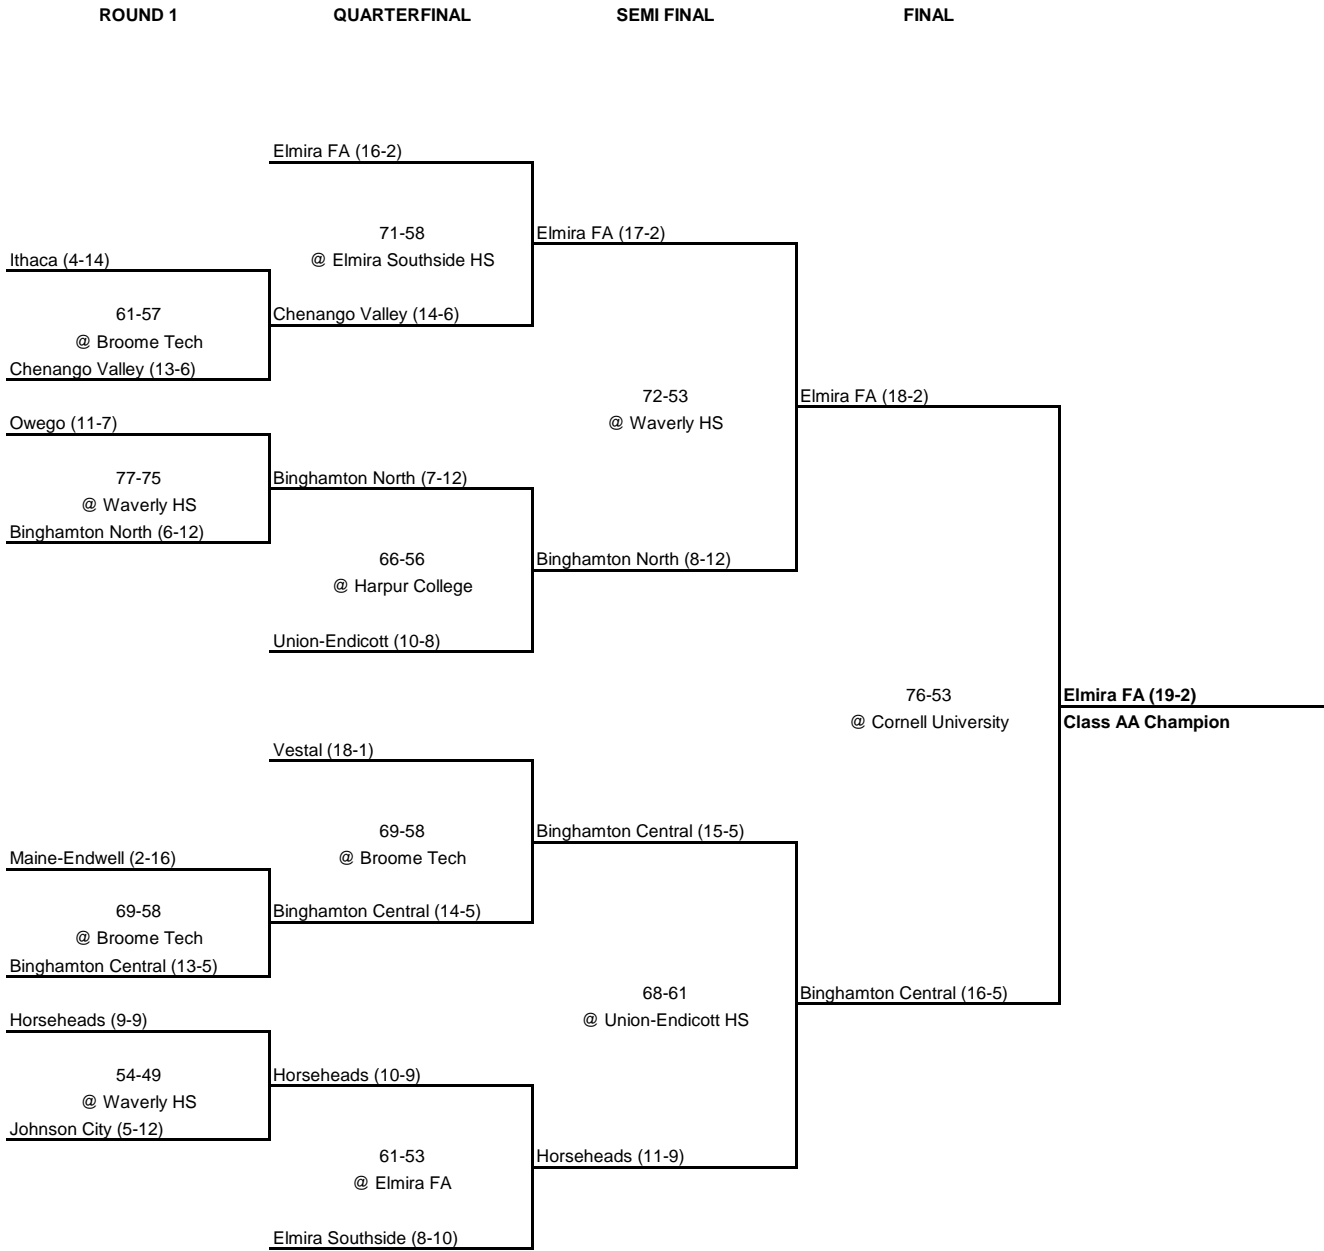 ROUND 1 QUARTERFINAL SEMI FINAL FINAL
Elmira FA (16-2)
71-58 Elmira FA (17-2)
Ithaca (4-14) @ Elmira Southside HS
61-57 Chenango Valley (14-6)
@ Broome Tech
Chenango Valley (13-6)
72-53 Elmira FA (18-2)
Owego (11-7) @ Waverly HS
77-75 Binghamton North (7-12)
@ Waverly HS
Binghamton North (6-12)
66-56 Binghamton North (8-12)
@ Harpur College
Union-Endicott (10-8)
76-53 Elmira FA (19-2)
@ Cornell University Class AA Champion
Vestal (18-1)
69-58 Binghamton Central (15-5)
Maine-Endwell (2-16) @ Broome Tech
69-58 Binghamton Central (14-5)
@ Broome Tech
Binghamton Central (13-5)
68-61 Binghamton Central (16-5)
Horseheads (9-9) @ Union-Endicott HS
54-49 Horseheads (10-9)
@ Waverly HS
Johnson City (5-12)
61-53 Horseheads (11-9)
@ Elmira FA
Elmira Southside (8-10)